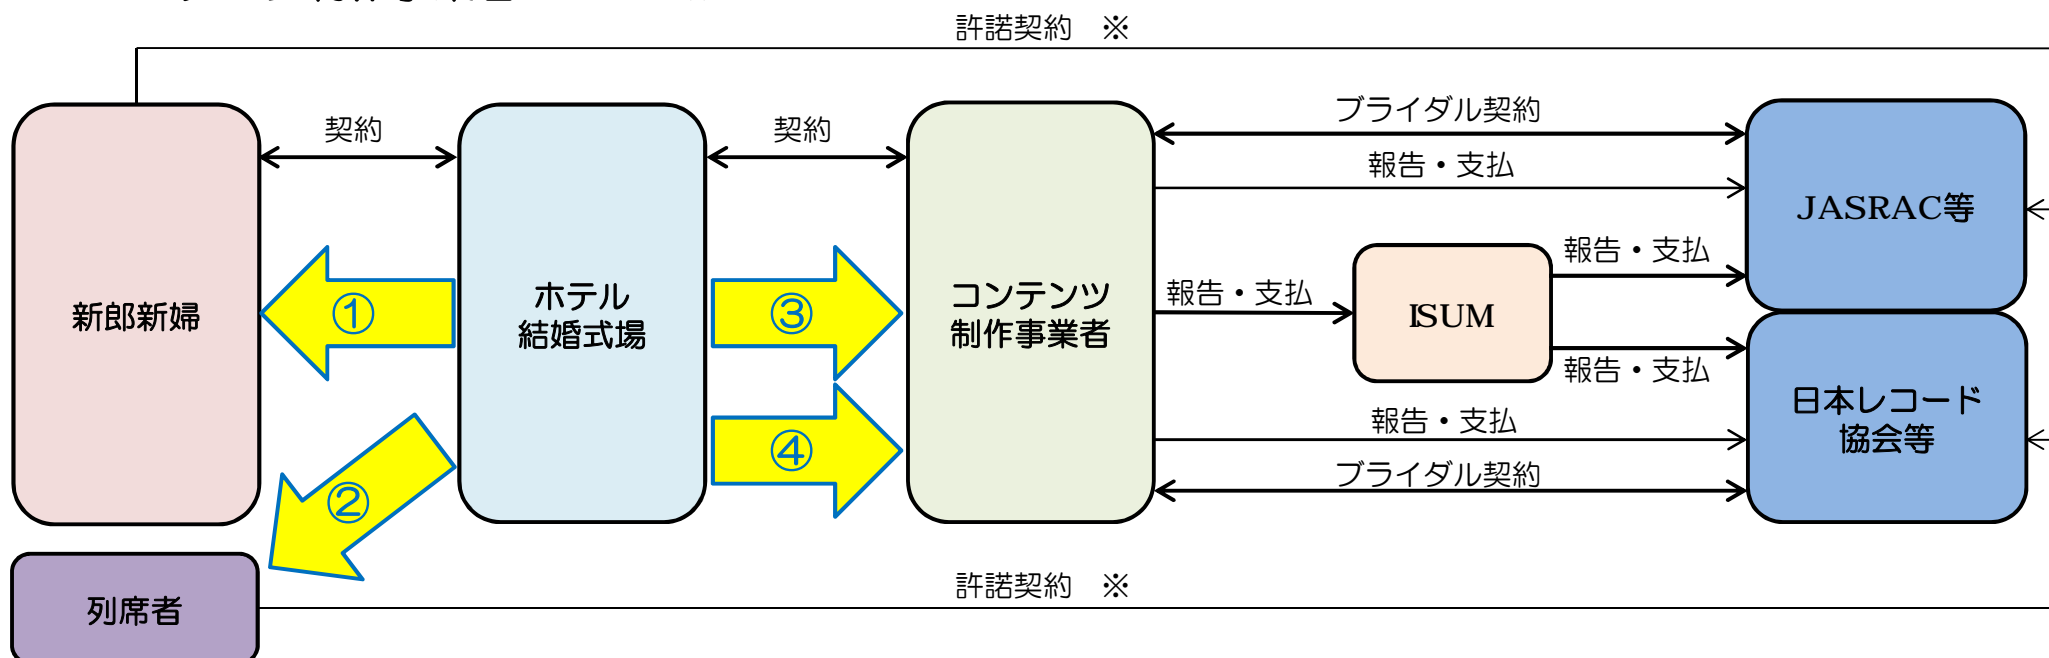 許諾契約 ※
契約
契約
ブライダル契約
報告・支払
JASRAC等
報告・支払
新郎新婦
①
ホテル
結婚式場
③
コンテンツ
制作事業者
報告・支払
ISUM
報告・支払
②
④
報告・支払
日本レコード
協会等
ブライダル契約
許諾契約 ※
列席者